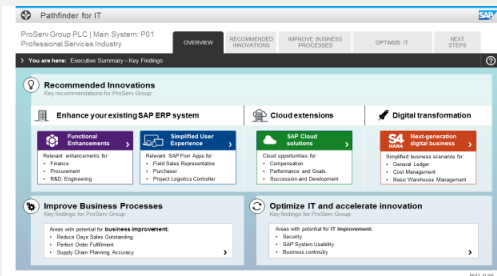 Pathfinder for IT
SAP
ProServ Group PLC | Main System: P01
Professional Services Industry
OVERVIEW
RECOMMENDED INNOVATIONS
IMPROVE BUSINESS PROCESSES
OPTIMIZE IT
NEXT STEPS
You are here: Executive Summary – Key Findings
Recommended Innovations
Key recommendations for ProServ Group:
Enhance your existing SAP ERP system
Cloud extensions
Digital transformation
Functional Enhancements
Relevant enhancements for:
• Finance
• Procurement
• R&D, Engineering
Simplified User Experience
Relevant SAP Fiori Apps for
• Field Sales Representative
• Purchaser
• Project Logistics Controller
SAP Cloud solutions
Cloud opportunities for:
• Compensation
• Performance and Goals
• Succession and Development
S4 HANA
Next-generation digital business
Simplified business scenarios for:
• General Ledger
• Cost Management
• Basic Warehouse Management
Improve Business Processes
Key findings for ProServ Group:
Areas with potential for business improvement:
• Reduce Days Sales Outstanding
• Perfect Order Fulfillment
• Supply Chain Planning Accuracy
Optimize IT and accelerate innovation
Key findings for ProServ Group:
Areas with potential for IT improvement:
• Security
• SAP System Usability
• Business continuity